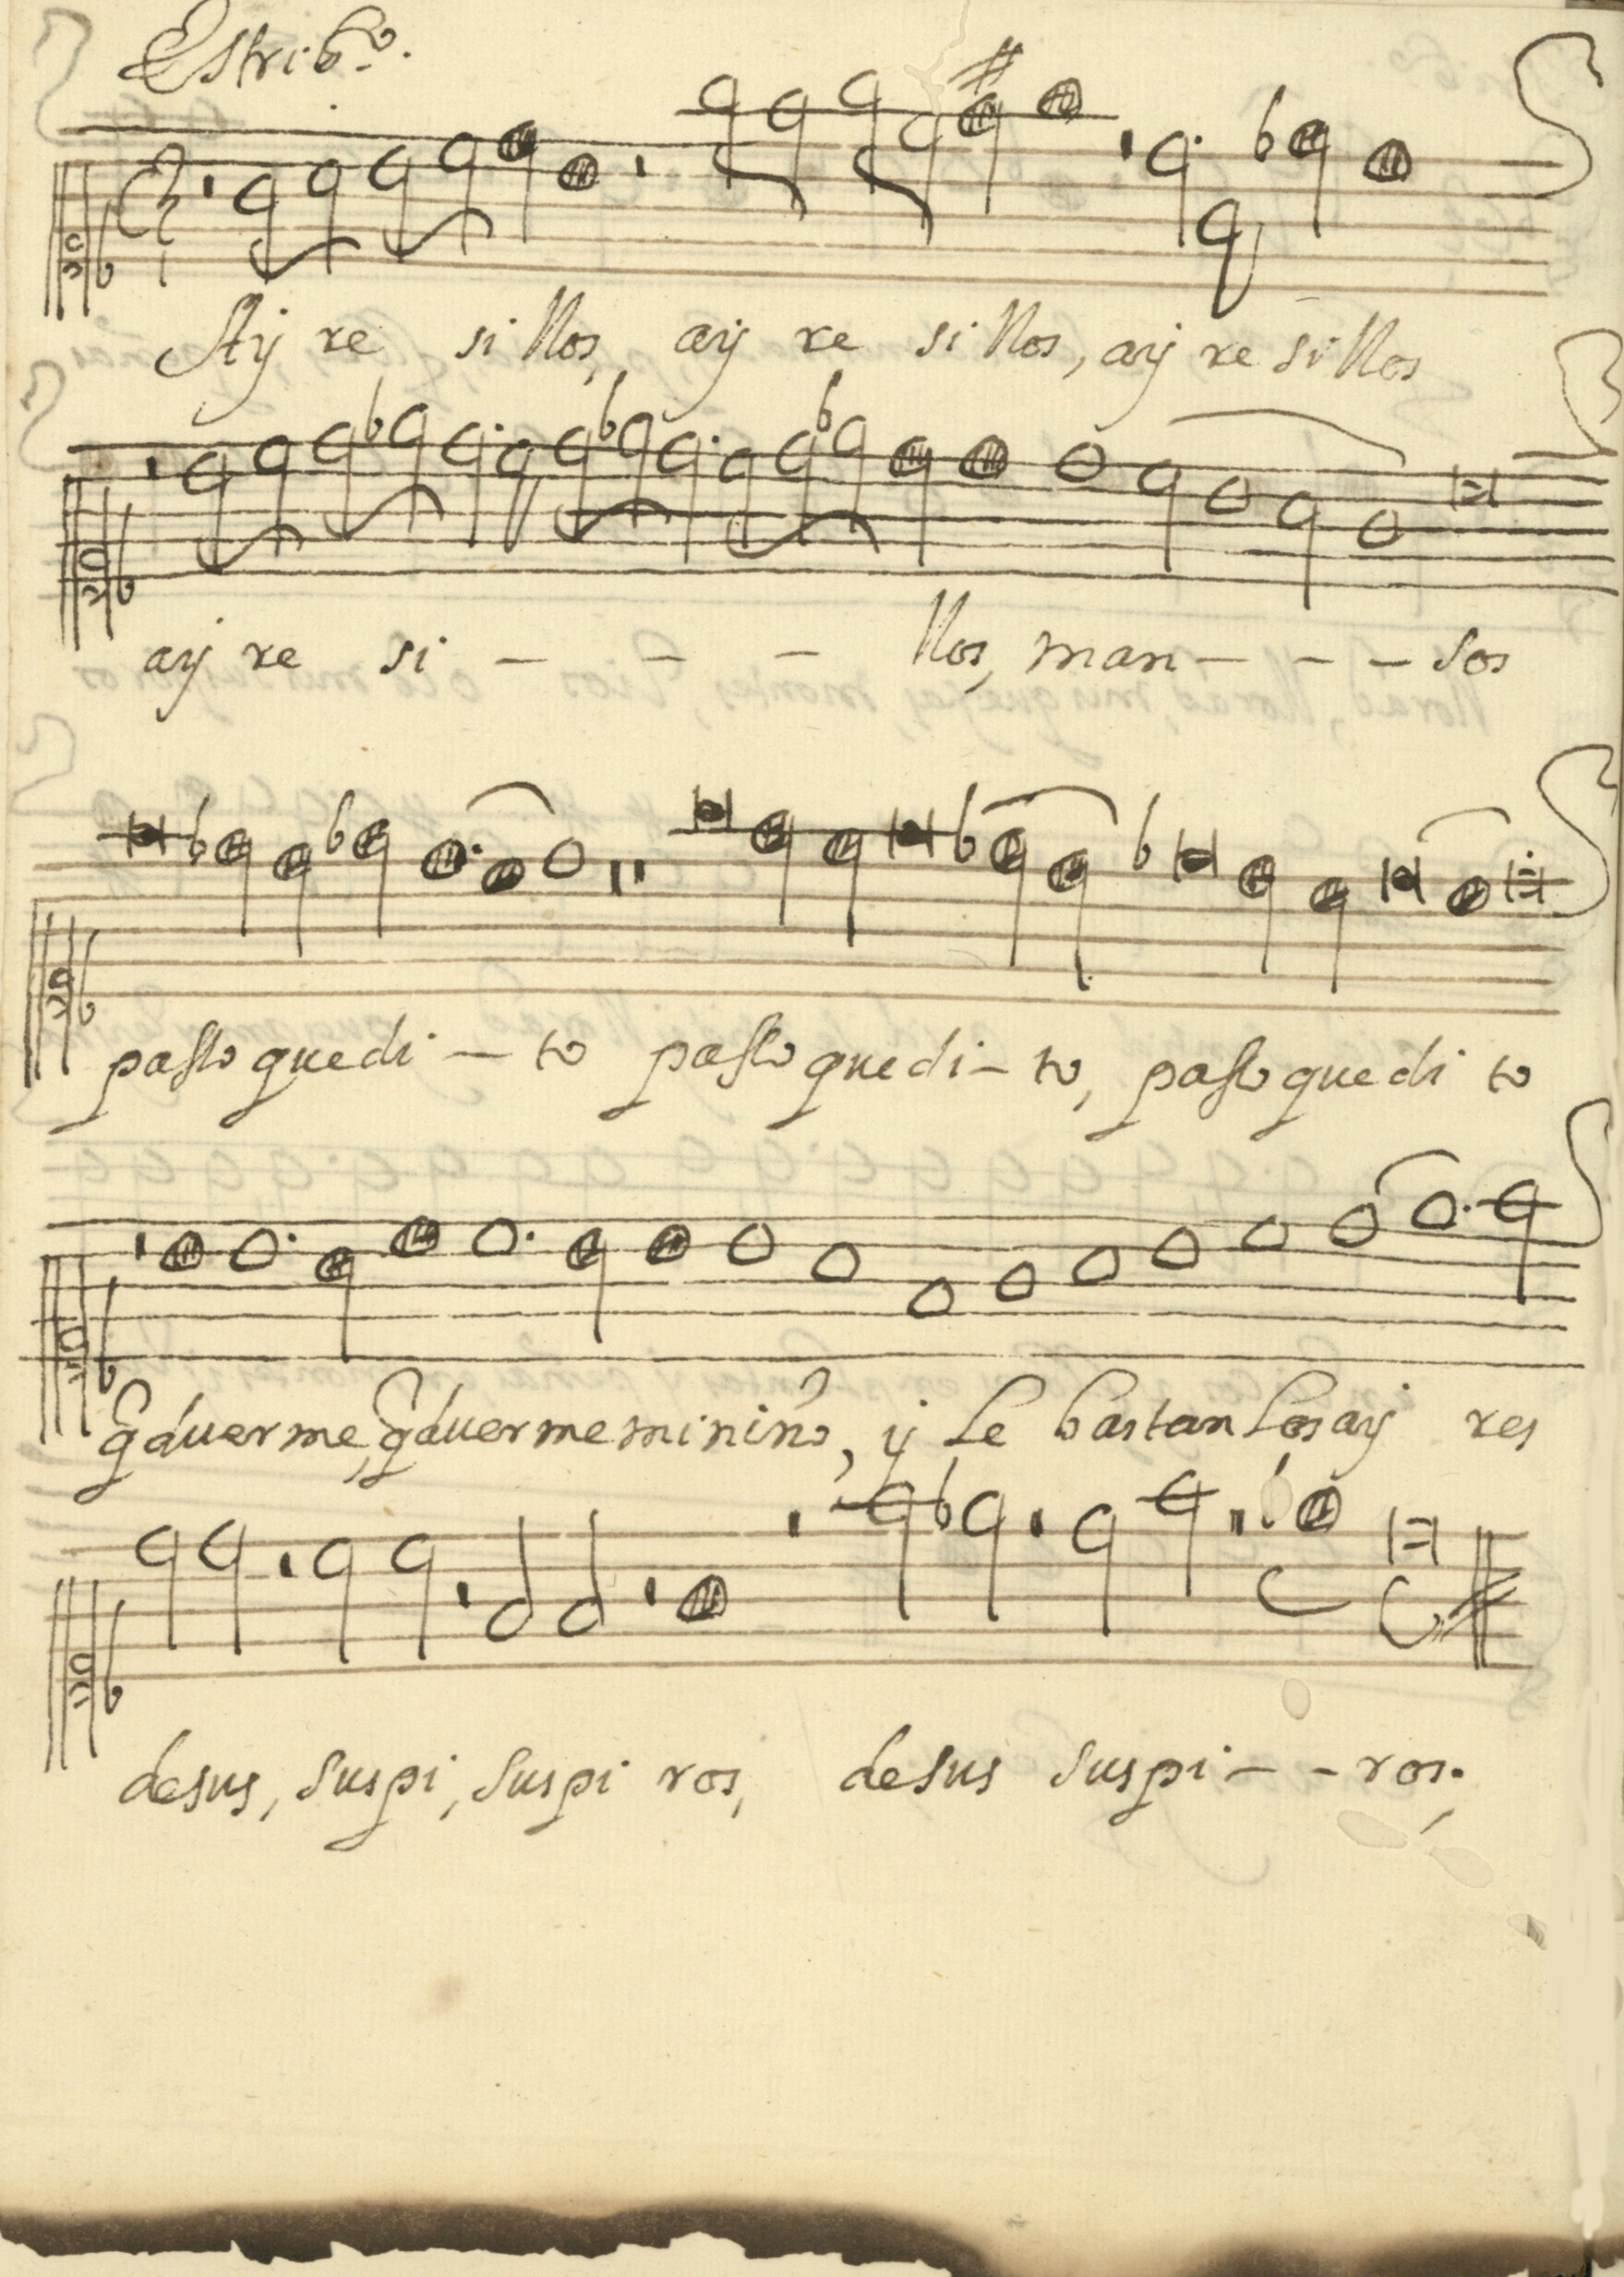 Estribo.
Ay re si llos, ay re si llos, ay re si llos
ay re si - - - llos, man - - - sos
passo quedi - to passo quedi - to, passo quedi to
q̃ duerme, q̃ duerme mi niño, y le bastan los ay res
desus, suspi, suspi ros, desus suspi - - ros.